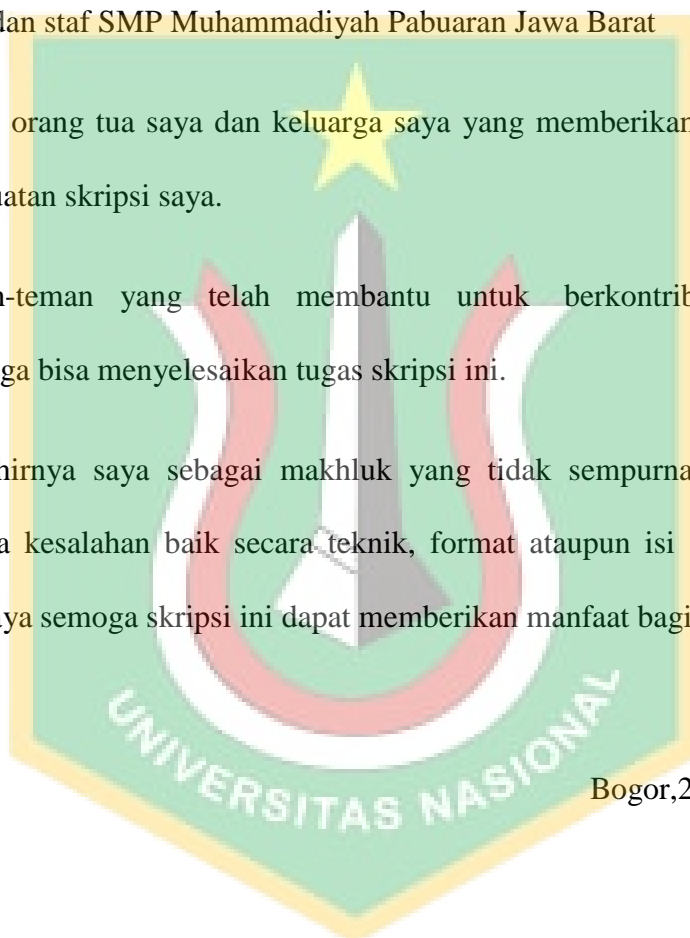 dan staf SMP Muhammadiyah Pabuaran Jawa Barat
orang tua saya dan keluarga saya yang memberikan
uatan skripsi saya.
n-teman yang telah membantu untuk berkontrib
ga bisa menyelesaikan tugas skripsi ini.
hirnya saya sebagai makhluk yang tidak sempurna
a kesalahan baik secara teknik, format ataupun isi
aya semoga skripsi ini dapat memberikan manfaat bagi
UNIVERSITAS NASIONAL
Bogor,2